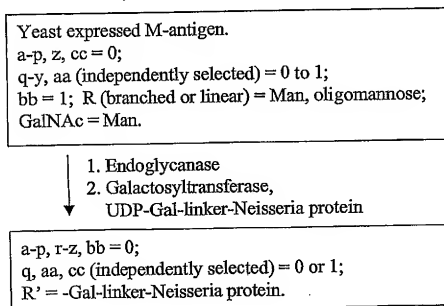 Yeast expressed M-antigen.
a-p, z, cc = 0;
q-y, aa (independently selected) = 0 to 1;
bb = 1; R (branched or linear) = Man, oligomannose;
GalNAc = Man.
1. Endoglycanase
2. Galactosyltransferase,
UDP-Gal-linker-Neisseria protein
a-p, r-z, bb = 0;
q, aa, cc (independently selected) = 0 or 1;
R' = -Gal-linker-Neisseria protein.